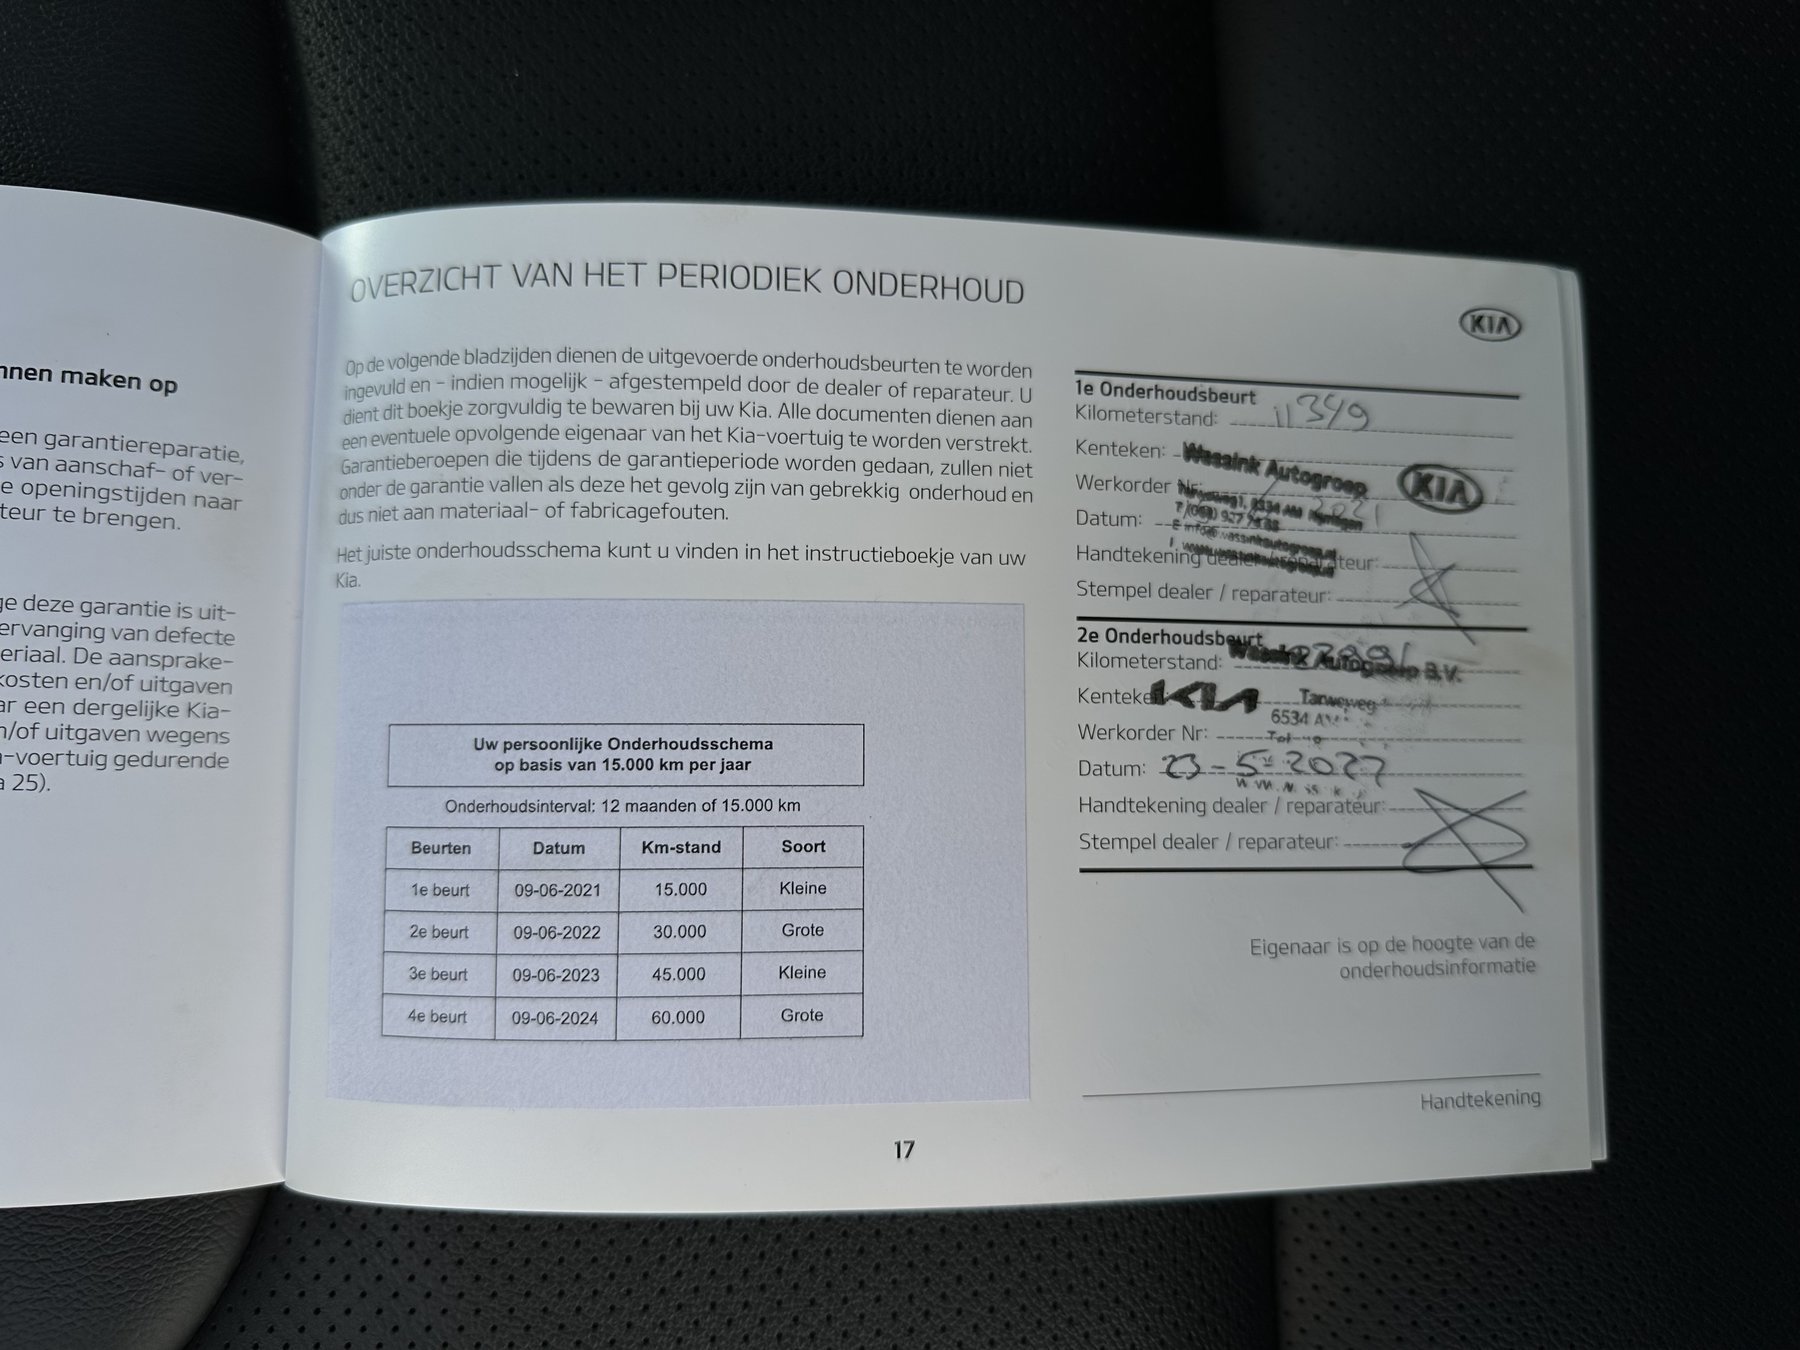 nnen maken op
een garantiereparatie,
s van aanschaf- of ver-
e openingstijden naar
teur te brengen.
ge deze garantie is uit-
ervanging van defecte
eriaal. De aansprake-
kosten en/of uitgaven
ar een dergelijke Kia-
n/of uitgaven wegens
-voertuig gedurende
a 25).
OVERZICHT VAN HET PERIODIEK ONDERHOUD
Op de volgende bladzijden dienen de uitgevoerde onderhoudsbeurten te worden
ingevuld en - indien mogelijk - afgestempeld door de dealer of reparateur. U
dient dit boekje zorgvuldig te bewaren bij uw Kia. Alle documenten dienen aan
een eventuele opvolgende eigenaar van het Kia-voertuig te worden verstrekt.
Garantieberoepen die tijdens de garantieperiode worden gedaan, zullen niet
onder de garantie vallen als deze het gevolg zijn van gebrekkig onderhoud en
dus niet aan materiaal- of fabricagefouten.
Het juiste onderhoudsschema kunt u vinden in het instructieboekje van uw
Kia.
Uw persoonlijke Onderhoudsschema
op basis van 15.000 km per jaar
Onderhoudsinterval: 12 maanden of 15.000 km
Beurten Datum Km-stand Soort
1e beurt 09-06-2021 15.000 Kleine
2e beurt 09-06-2022 30.000 Grote
3e beurt 09-06-2023 45.000 Kleine
4e beurt 09-06-2024 60.000 Grote
17
KIA
1e Onderhoudsbeurt
Kilometerstand: 11349
Kenteken: Wassink Autogroep KIA
Werkorder Nr: 6534 AM Nijmegen
Datum: 2021
Handtekening dealer / reparateur:
Stempel dealer / reparateur:
2e Onderhoudsbeurt
Kilometerstand: Wassink Autogroep B.V.
Kenteken: KIA Tarweweg
6534
Werkorder Nr:
Datum: 23-5-2022
Handtekening dealer / reparateur:
Stempel dealer / reparateur:
Eigenaar is op de hoogte van de
onderhoudsinformatie
Handtekening